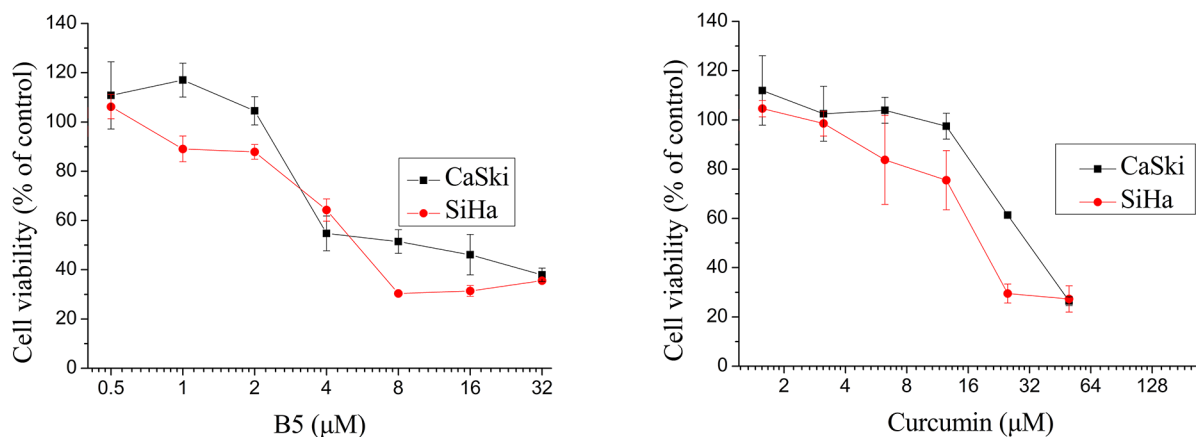 Cell viability (% of control)
140
120
100
80
60
40
20
0
CaSki
SiHa
0.5 1 2 4 8 16 32
B5 (μM)
Cell viability (% of control)
140
120
100
80
60
40
20
0
CaSki
SiHa
2 4 8 16 32 64 128
Curcumin (μM)